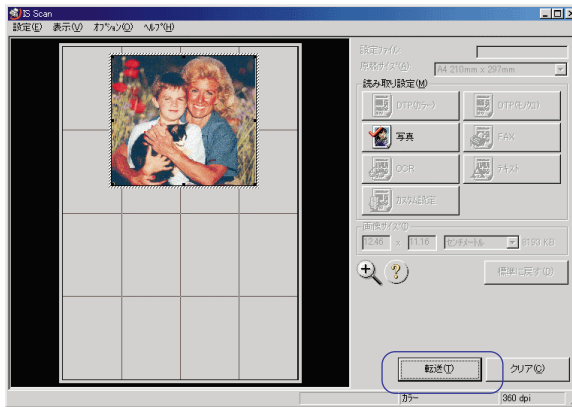 IS Scan
設定(E) 表示(V) オプション(O) ヘルプ(H)
設定ファイル:
原稿サイズ(A): A4 210mm x 297mm
読み取り設定(M)
DTP(カラー) DTP(モノクロ)
写真 FAX
OCR テキスト
カスタム設定
画像サイズ(I)
12.46 x 11.16 センチメートル 8193 KB
標準に戻す(D)
転送(T) クリア(C)
カラー 360 dpi